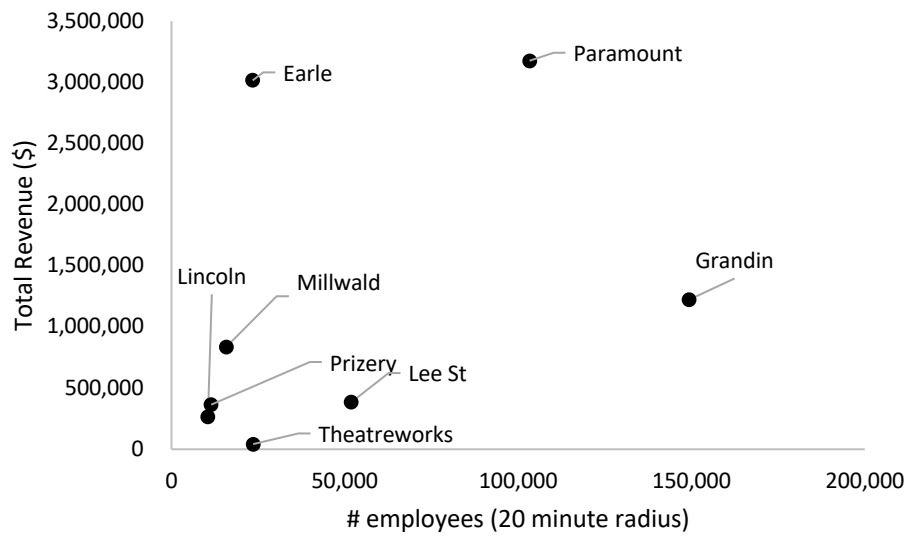 3,500,000
3,000,000
2,500,000
2,000,000
1,500,000
1,000,000
500,000
0
Total Revenue ($)
Earle
Paramount
Lincoln
Millwald
Grandin
Prizery
Lee St
Theatreworks
0
50,000
100,000
150,000
200,000
# employees (20 minute radius)